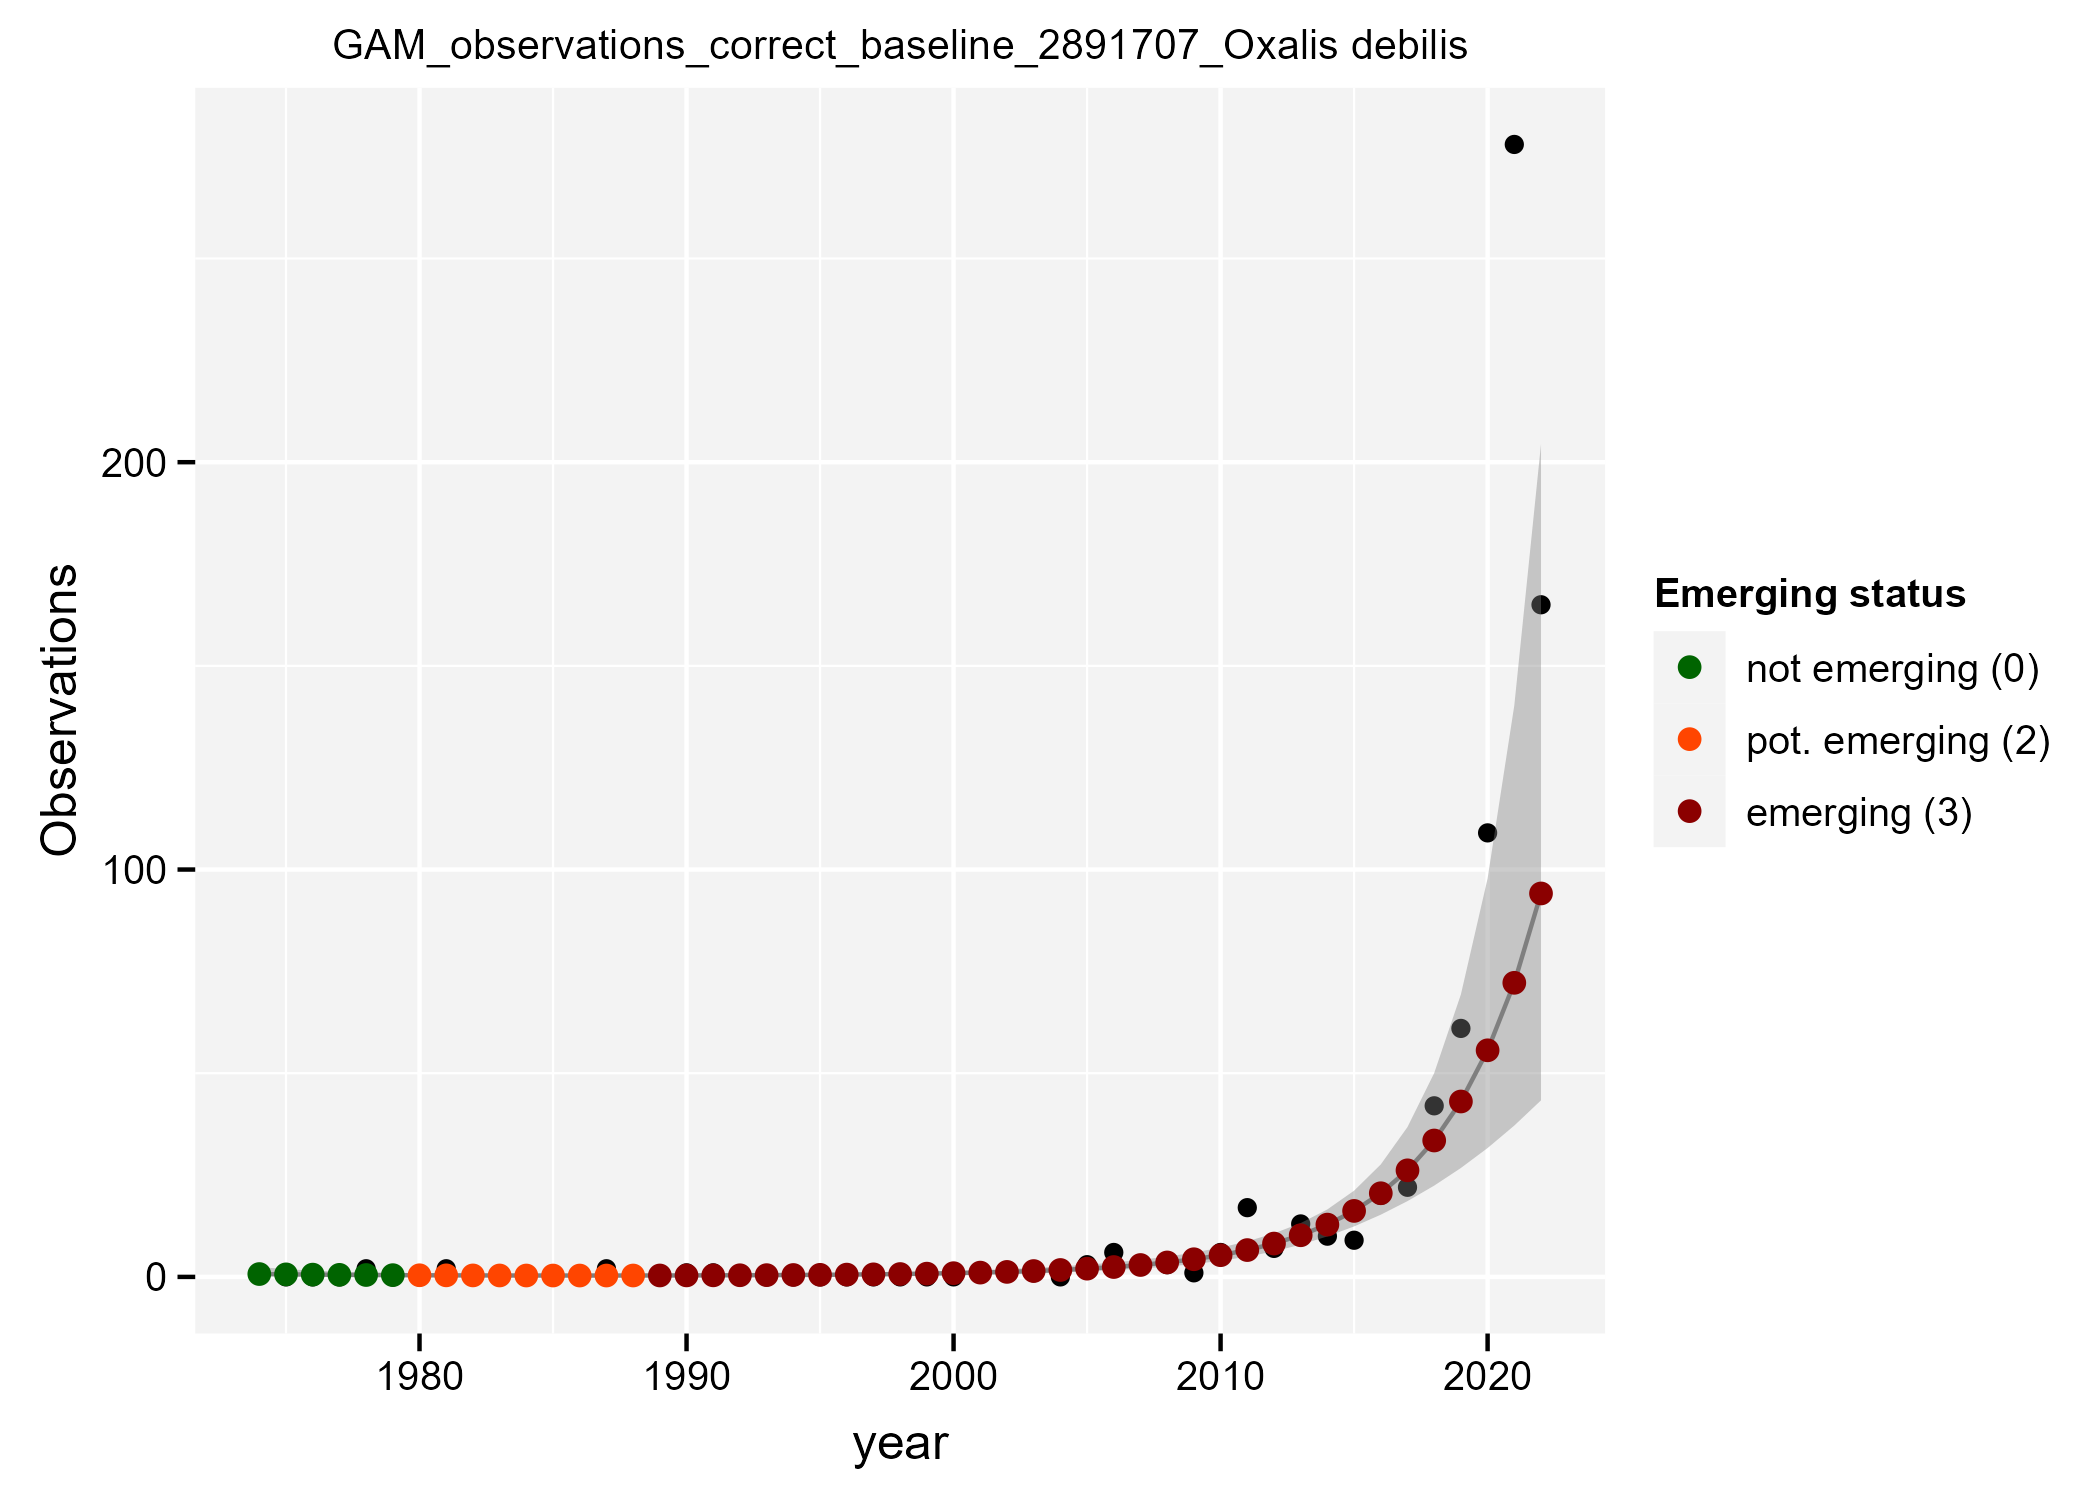 GAM_observations_correct_baseline_2891707_Oxalis debilis
Observations
200
100
0
1980
1990
2000
2010
2020
year
Emerging status
not emerging (0)
pot. emerging (2)
emerging (3)